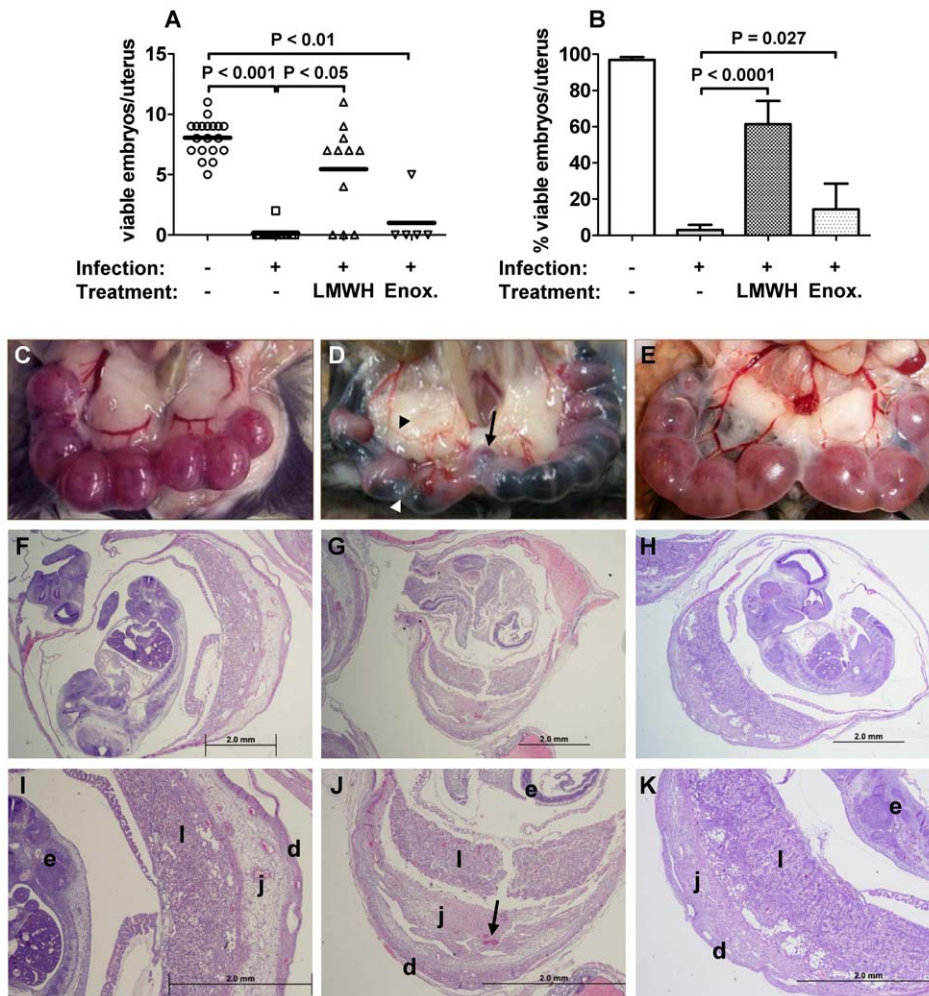 A
B
P < 0.01
P < 0.001
P < 0.05
viable embryos/uterus
15
10
5
0
Infection: - + + +
Treatment: - - LMWH Enox.
P = 0.027
P < 0.0001
% viable embryos/uterus
100
80
60
40
20
0
Infection: - + + +
Treatment: - - LMWH Enox.
C
D
E
F
2.0 mm
G
2.0 mm
H
2.0 mm
I
e
l
j
d
2.0 mm
J
e
l
j
d
2.0 mm
K
e
l
j
d
2.0 mm